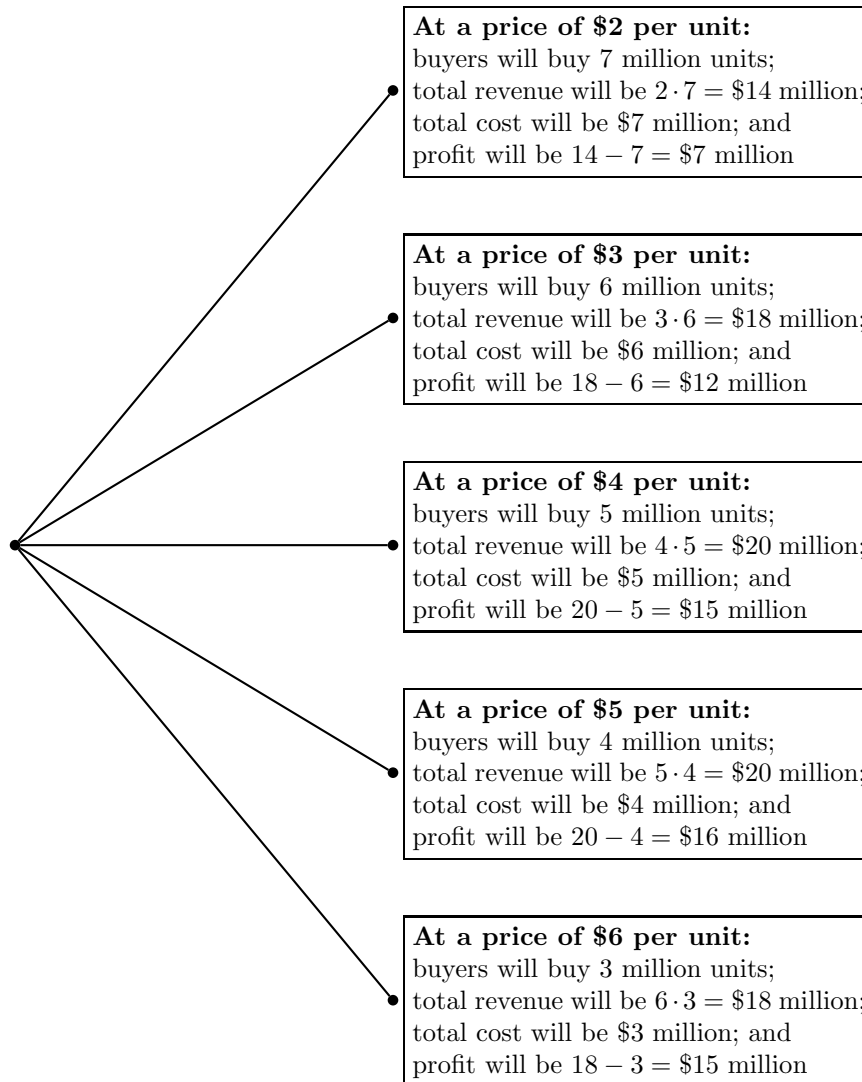 At a price of $2 per unit:
buyers will buy 7 million units;
total revenue will be 2 · 7 = $14 million;
total cost will be $7 million; and
profit will be 14 − 7 = $7 million
At a price of $3 per unit:
buyers will buy 6 million units;
total revenue will be 3 · 6 = $18 million;
total cost will be $6 million; and
profit will be 18 − 6 = $12 million
At a price of $4 per unit:
buyers will buy 5 million units;
total revenue will be 4 · 5 = $20 million;
total cost will be $5 million; and
profit will be 20 − 5 = $15 million
At a price of $5 per unit:
buyers will buy 4 million units;
total revenue will be 5 · 4 = $20 million;
total cost will be $4 million; and
profit will be 20 − 4 = $16 million
At a price of $6 per unit:
buyers will buy 3 million units;
total revenue will be 6 · 3 = $18 million;
total cost will be $3 million; and
profit will be 18 − 3 = $15 million